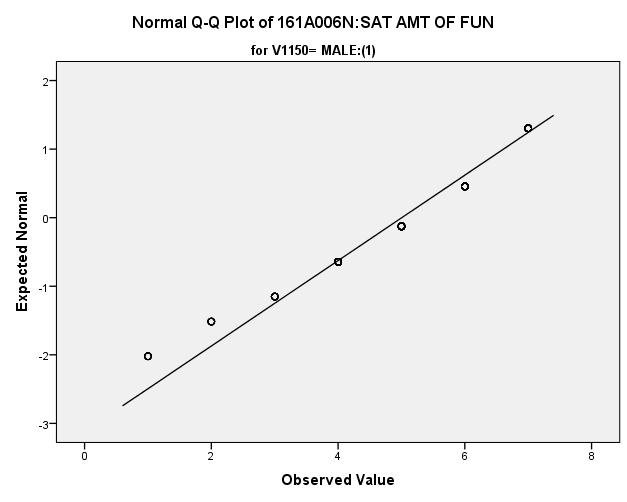 Normal Q-Q Plot of 161A006N:SAT AMT OF FUN
for V1150= MALE:(1)
Expected Normal
2
1
0
-1
-2
-3
0 2 4 6 8
Observed Value